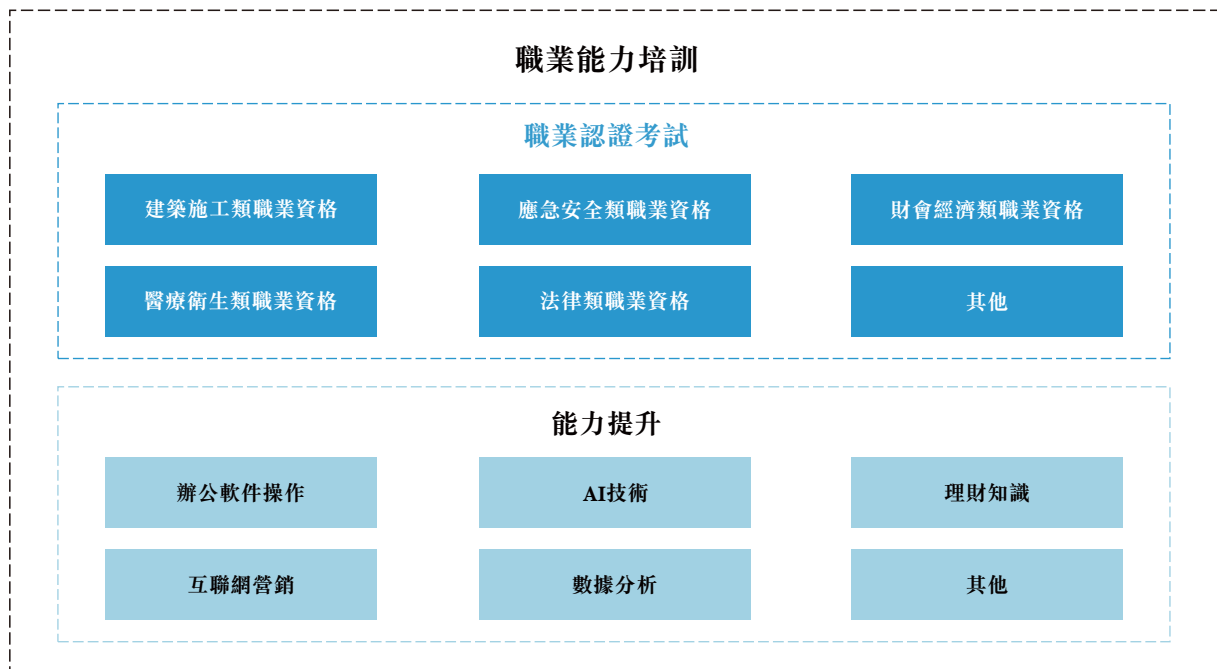 職業能力培訓
職業認證考試
建築施工類職業資格
應急安全類職業資格
財會經濟類職業資格
醫療衛生類職業資格
法律類職業資格
其他
能力提升
辦公軟件操作
AI技術
理財知識
互聯網營銷
數據分析
其他